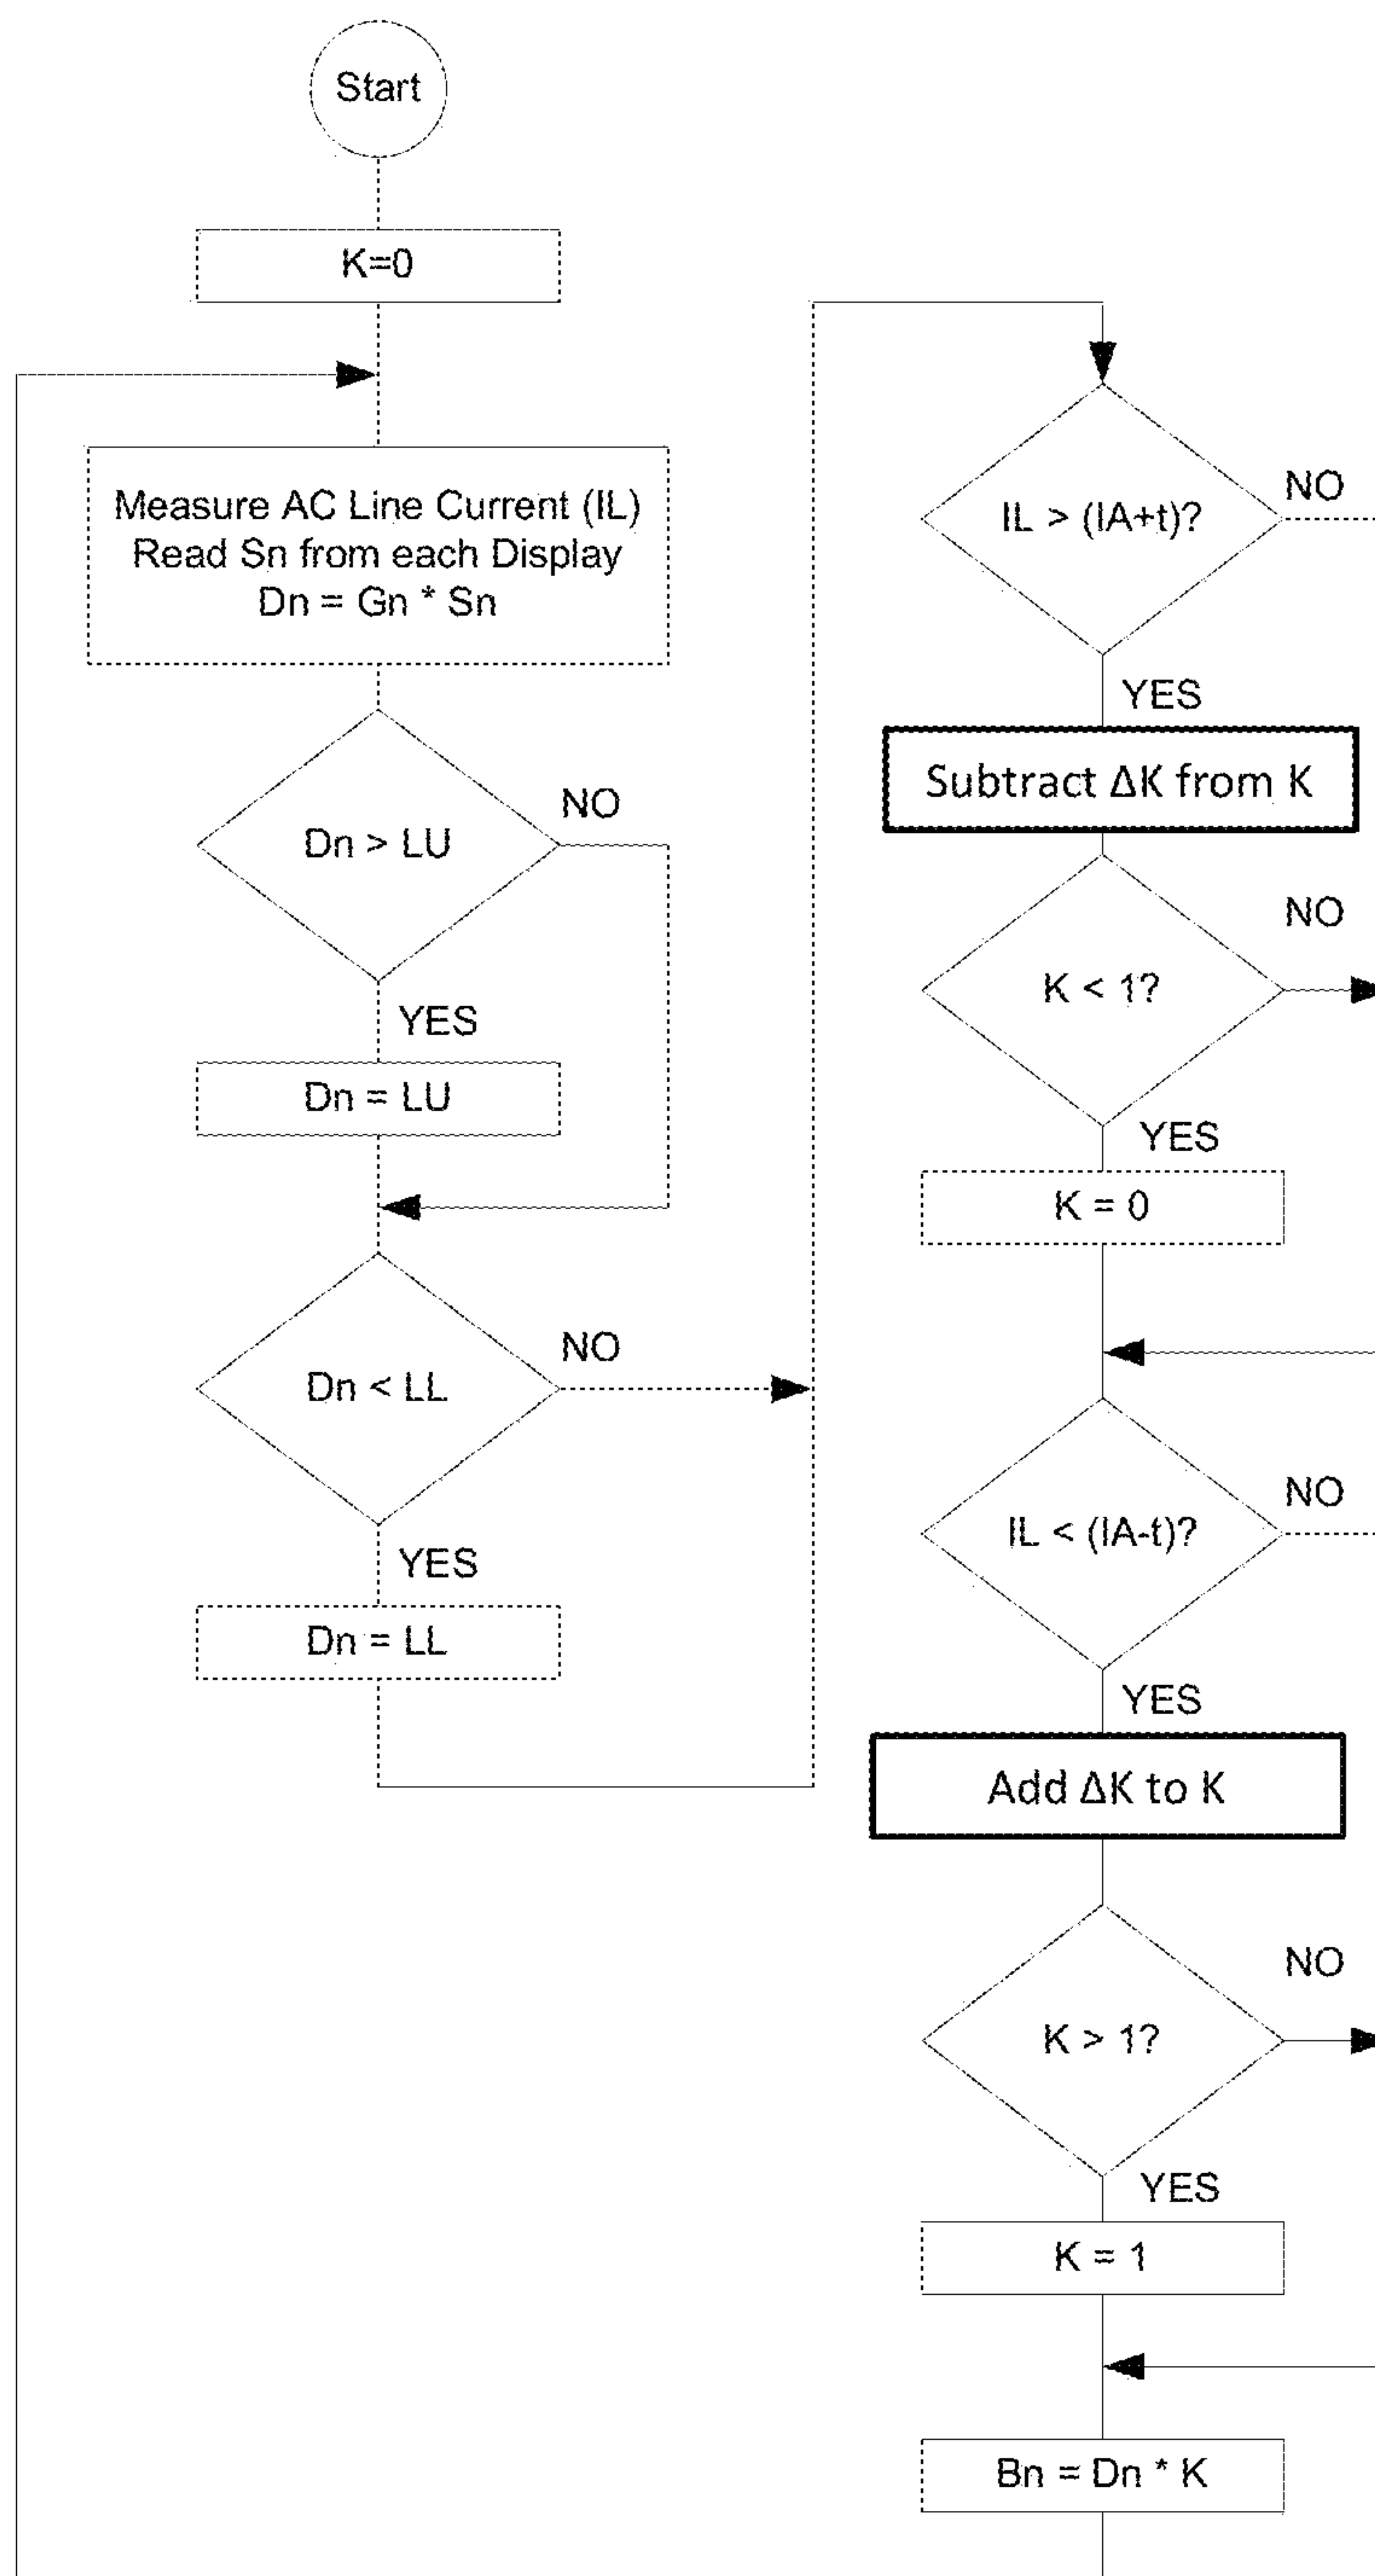 Start
K=0
Measure AC Line Current (IL)
Read Sn from each Display
Dn = Gn * Sn
Dn > LU
NO
YES
Dn = LU
Dn < LL
NO
YES
Dn = LL
IL > (IA+t)?
NO
YES
Subtract ΔK from K
K < 1?
NO
YES
K = 0
IL < (IA-t)?
NO
YES
Add ΔK to K
K > 1?
NO
YES
K = 1
Bn = Dn * K